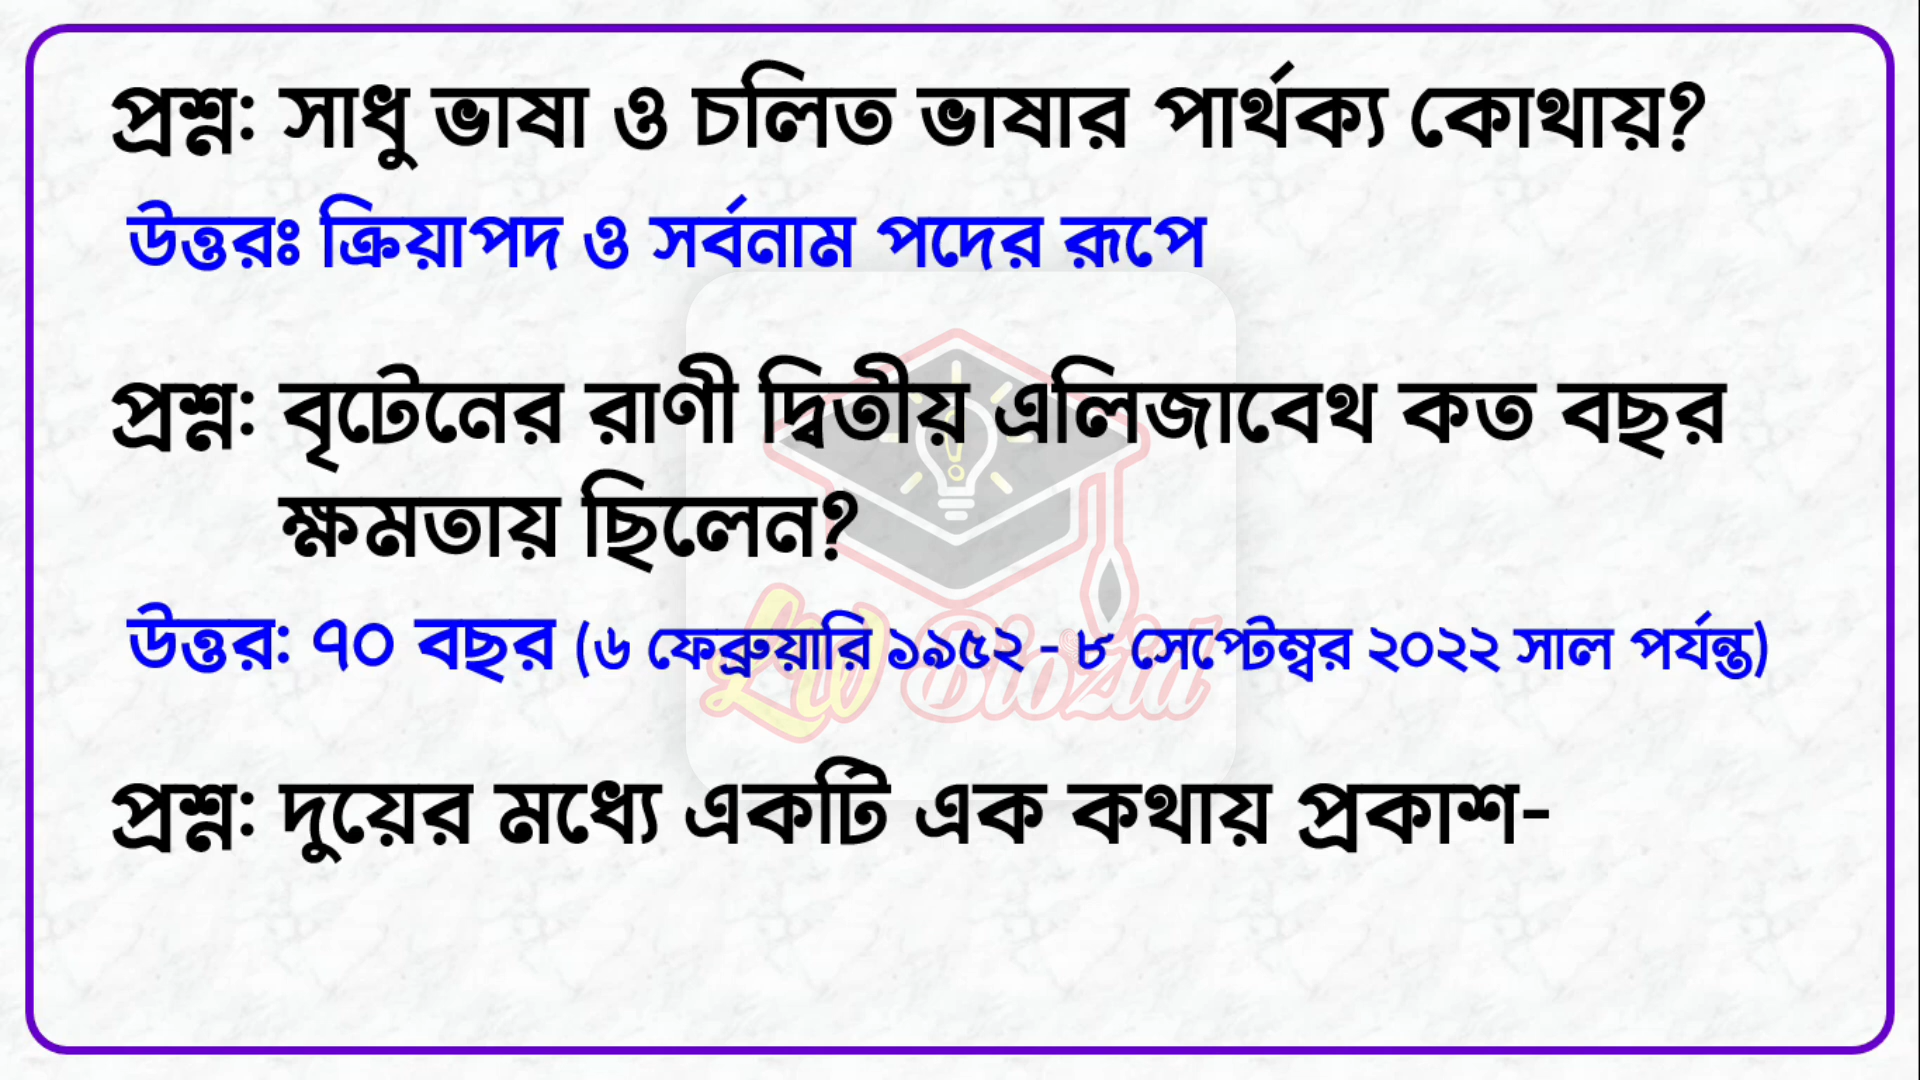 প্রশ্ন: সাধু ভাষা ও চলিত ভাষার পার্থক্য কোথায়?
উত্তরঃ ক্রিয়াপদ ও সর্বনাম পদের রূপে
প্রশ্ন: বৃটেনের রাণী দ্বিতীয় এলিজাবেথ কত বছর
ক্ষমতায় ছিলেন?
উত্তর: ৭০ বছর (৬ ফেব্রুয়ারি ১৯৫২ - ৮ সেপ্টেম্বর ২০২২ সাল পর্যন্ত)
প্রশ্ন: দুয়ের মধ্যে একটি এক কথায় প্রকাশ-